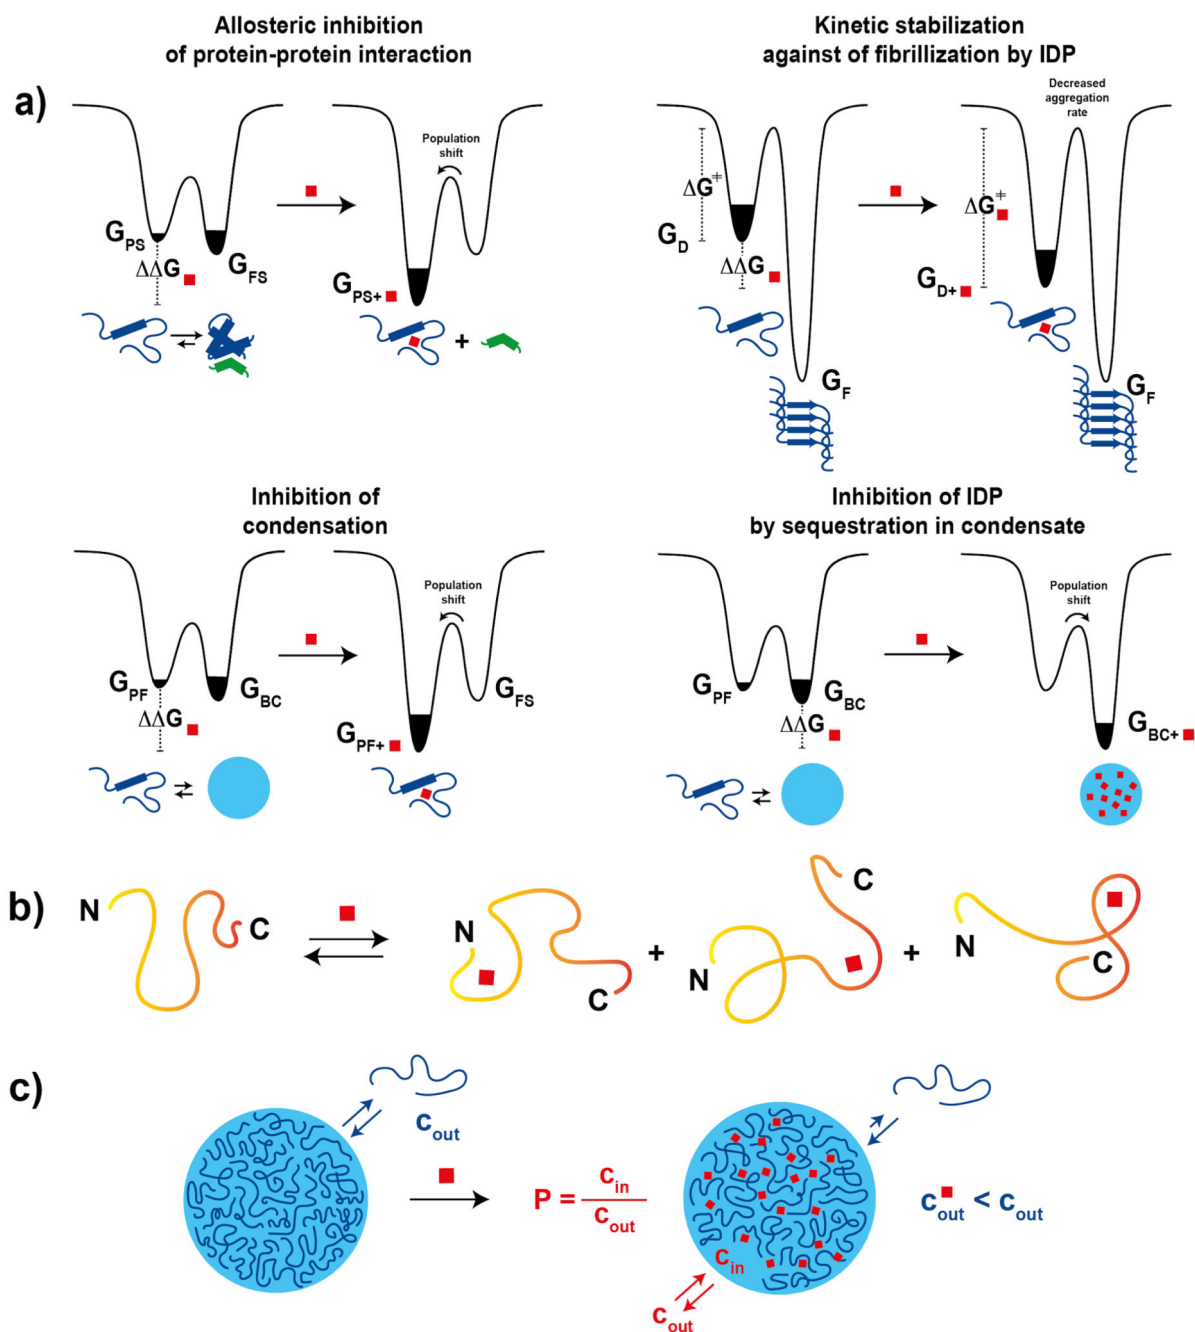 Allosteric inhibition
of protein-protein interaction
Kinetic stabilization
against of fibrillization by IDP
a)
Population
shift
G_PS
ΔΔG
G_FS
G_PS+
+
Decreased
aggregation
rate
ΔG‡
G_D
ΔΔG
G_F
ΔG‡
G_D+
G_F
Inhibition of
condensation
Inhibition of IDP
by sequestration in condensate
Population
shift
G_PF
ΔΔG
G_BC
G_PF+
G_FS
Population
shift
G_PF
G_BC
ΔΔG
G_BC+
b)
N
C
N
C
+
N
C
+
N
C
c)
c_out
P = c_in / c_out
c_in
c_out
c_out < c_out